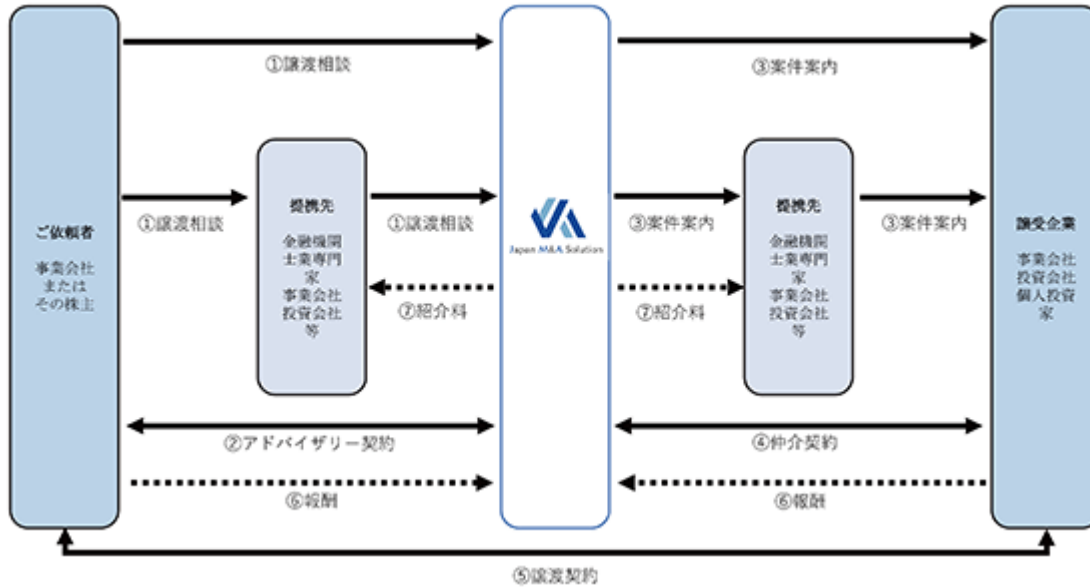 ①譲渡相談
③案件案内
①譲渡相談
提携先
金融機関
士業専門
家
事業会社
投資会社
等
①譲渡相談
⑦紹介料
Japan M&A Solution
③案件案内
⑦紹介料
提携先
金融機関
士業専門
家
事業会社
投資会社
等
③案件案内
ご依頼者
事業会社
または
その株主
譲受企業
事業会社
投資会社
個人投資
家
②アドバイザリー契約
④仲介契約
⑥報酬
⑥報酬
⑤譲渡契約